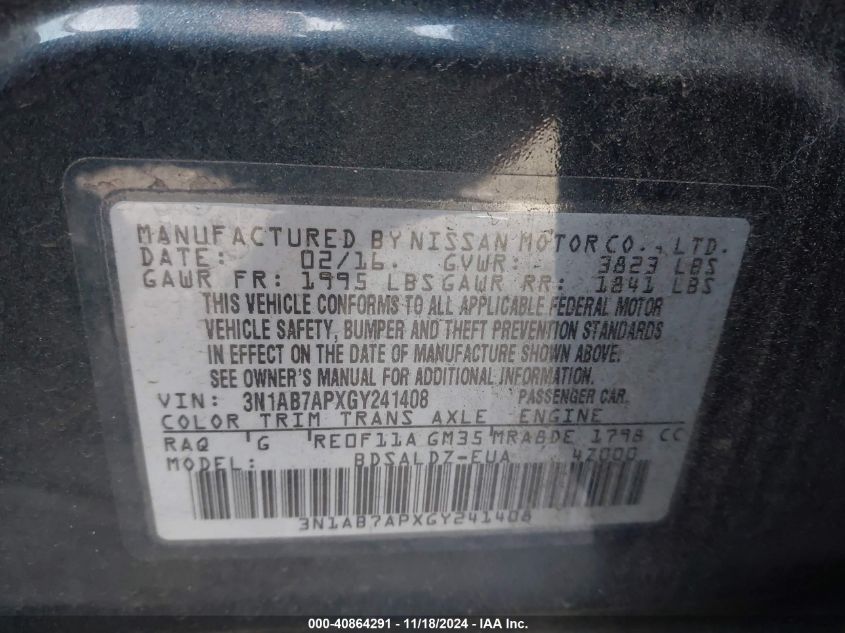 MANUFACTURED BY NISSAN MOTOR CO., LTD.
DATE: 02/16. GVWR: 3823 LBS
GAWR FR: 1995 LBS GAWR RR: 1841 LBS
THIS VEHICLE CONFORMS TO ALL APPLICABLE FEDERAL MOTOR
VEHICLE SAFETY, BUMPER AND THEFT PREVENTION STANDARDS
IN EFFECT ON THE DATE OF MANUFACTURE SHOWN ABOVE.
SEE OWNER'S MANUAL FOR ADDITIONAL INFORMATION.
VIN: 3N1AB7APXGY241408 PASSENGER CAR.
COLOR TRIM TRANS AXLE ENGINE
RAQ G RE0F11A GM35 MRA8DE 1798 CC
MODEL: BDSALDZ-EUA 4Z000
3N1AB7APXGY241408
000-40864291 - 11/18/2024 - IAA Inc.